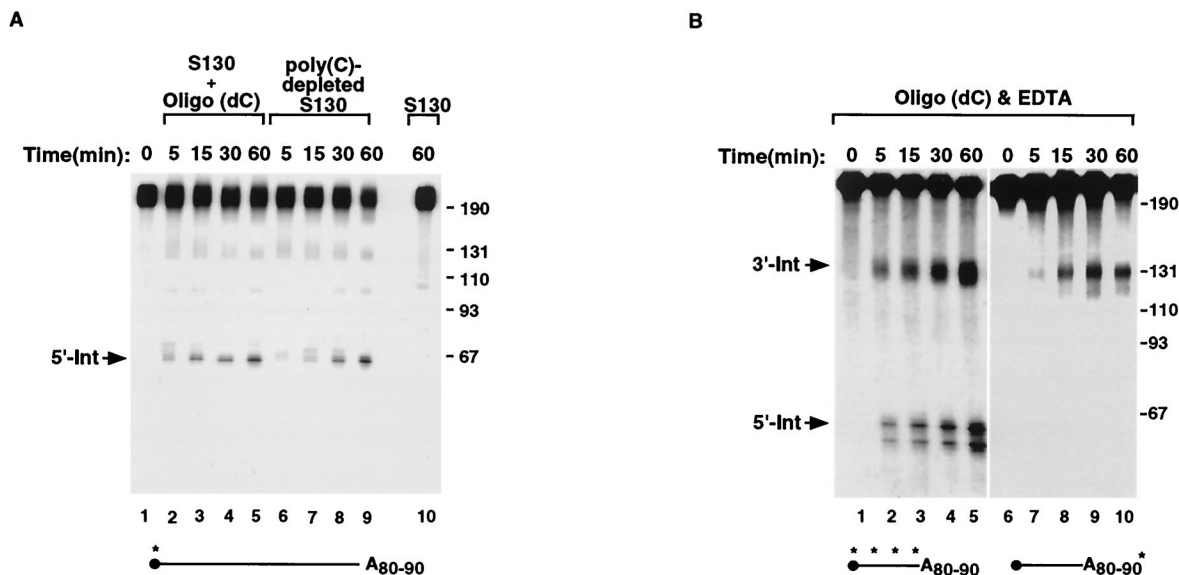 A
S130
+
Oligo (dC)
poly(C)-
depleted
S130
S130
Time(min): 0 5 15 30 60 5 15 30 60 60
- 190
- 131
- 110
- 93
- 67
5'-Int
1 2 3 4 5 6 7 8 9 10
* A80-90
B
Oligo (dC) & EDTA
Time(min): 0 5 15 30 60 0 5 15 30 60
-190
3'-Int
-131
-110
-93
-67
5'-Int
1 2 3 4 5 6 7 8 9 10
* * * * A80-90 A80-90*